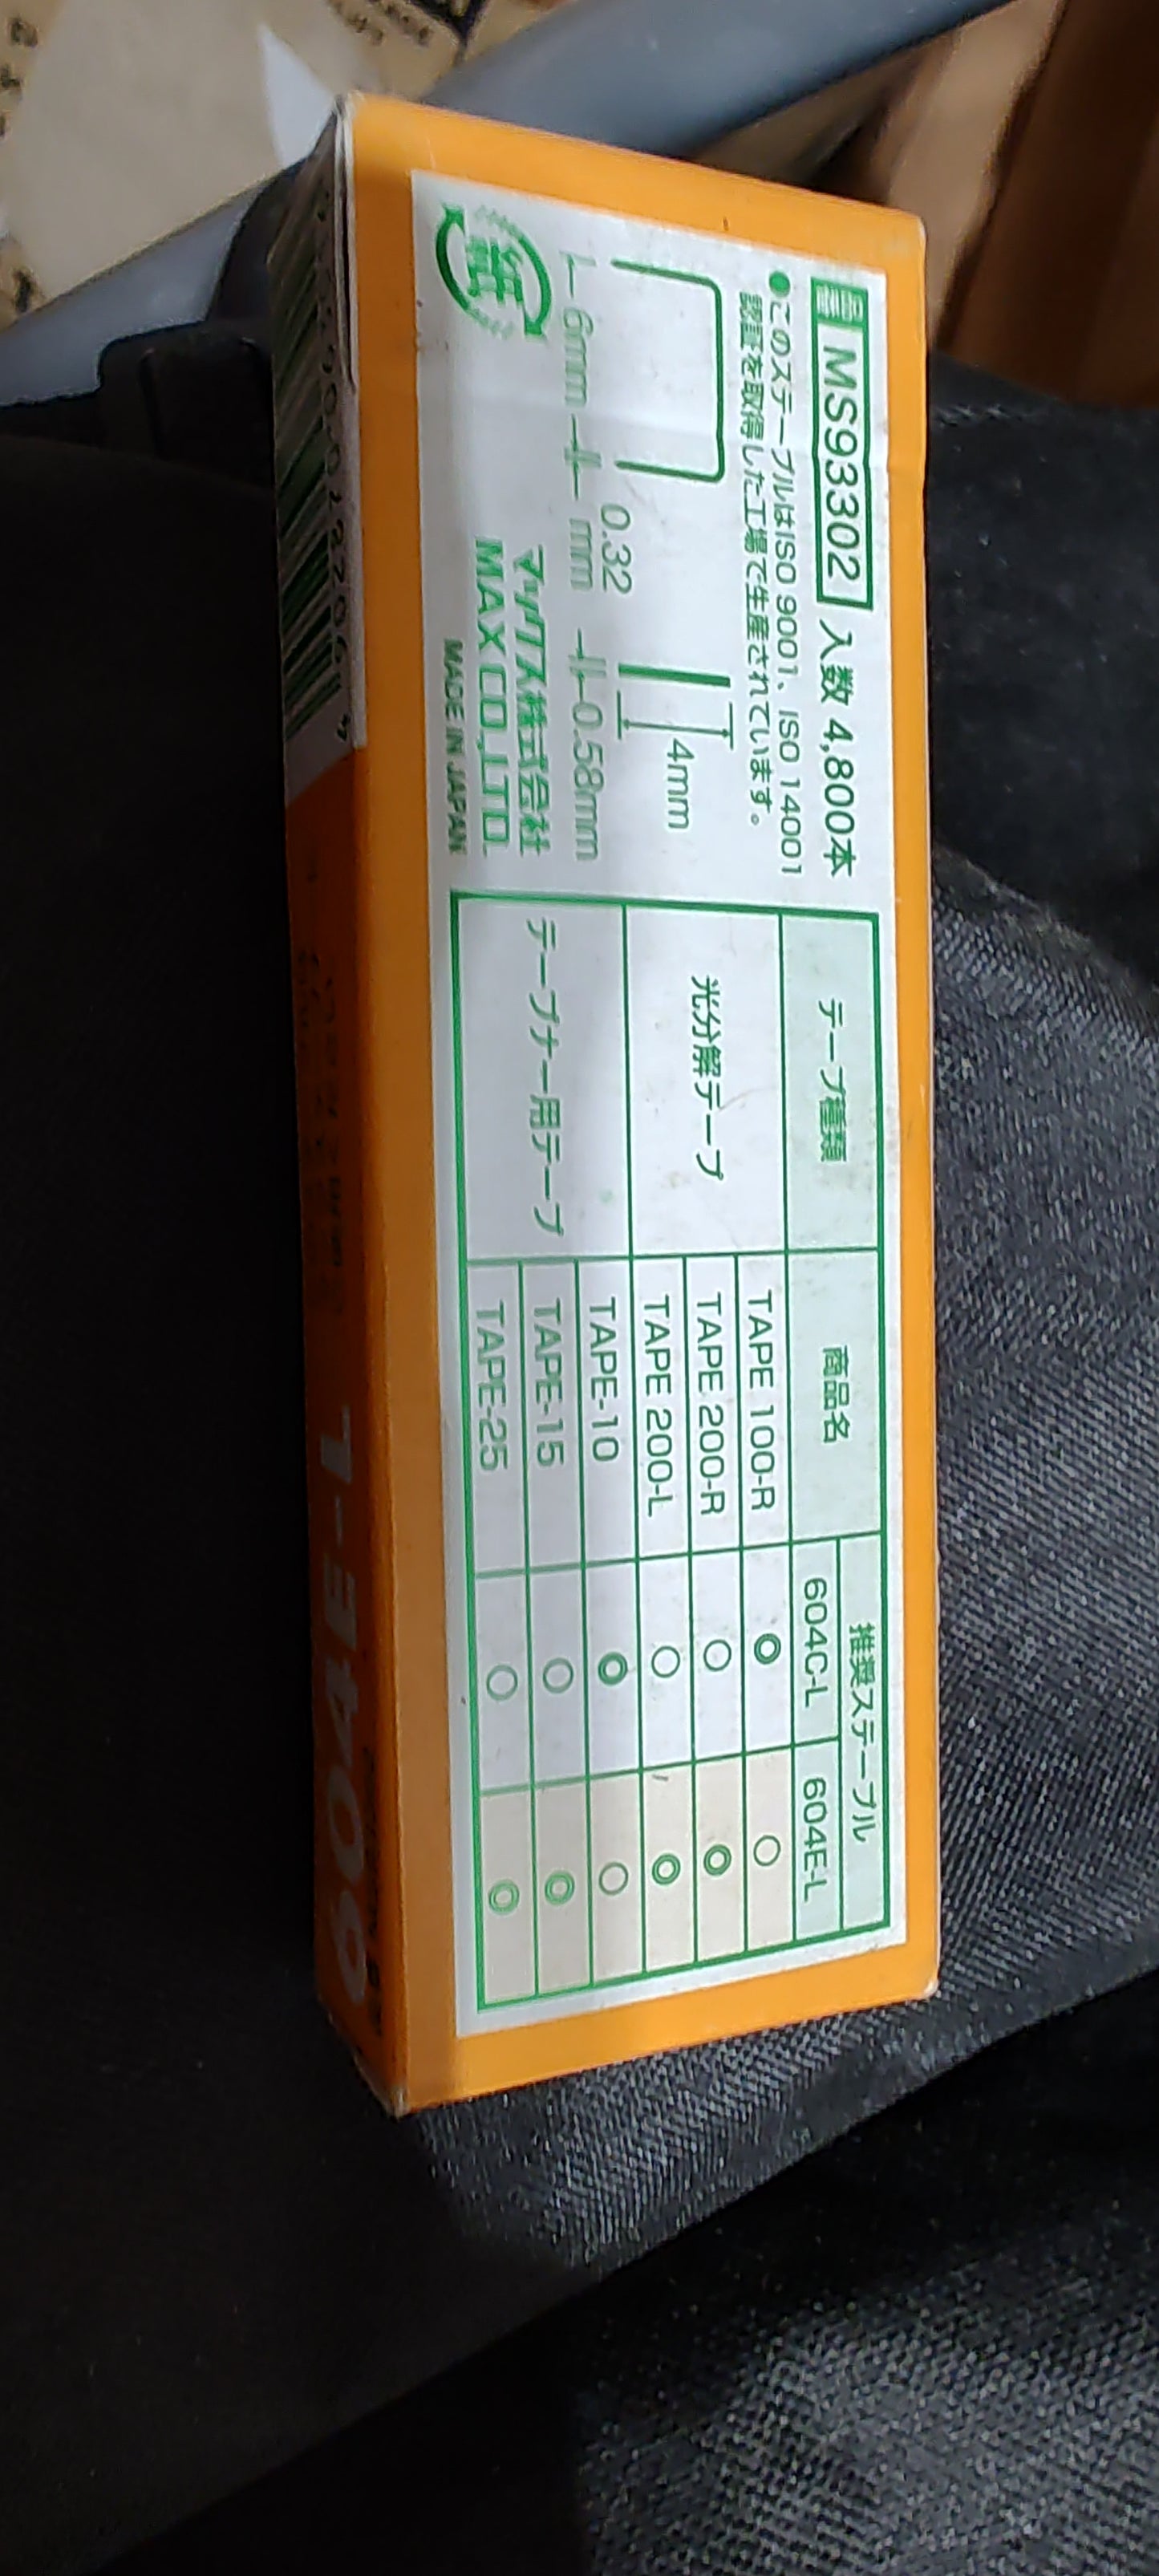 品番 MS93302 入数 4,800本
●このステープルはISO 9001、ISO 14001
認証を取得した工場で生産されています。
4mm
0.32
6mm
mm
0.58mm
紙
マックス株式会社
MAX CO.,LTD.
MADE IN JAPAN
テープ種類 商品名 推奨ステープル
604C-L 604E-L
光分解テープ TAPE 100-R ◎ ○
TAPE 200-R ○ ◎
TAPE 200-L ○ ◎
テープナー用テープ TAPE-10 ◎ ○
TAPE-15 ○ ◎
TAPE-25 ○ ◎
604E-L